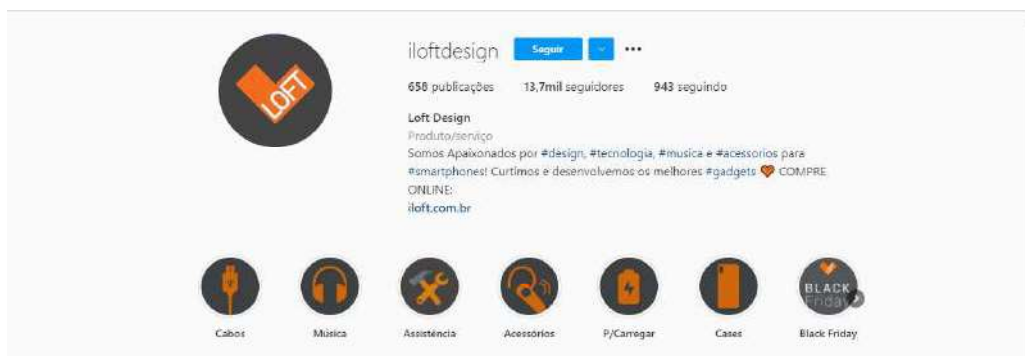 LOFT
iloftdesign Seguir
658 publicações 13,7mil seguidores 943 seguindo
Loft Design
Produto/serviço
Somos Apaixonados por #design, #tecnologia, #musica e #acessorios para
#smartphones! Curtimos e desenvolvemos os melhores #gadgets 🧡 COMPRE
ONLINE:
iloft.com.br
BLACK
Friday
Cabos Música Assistência Acessórios P/Carregar Cases Black Friday